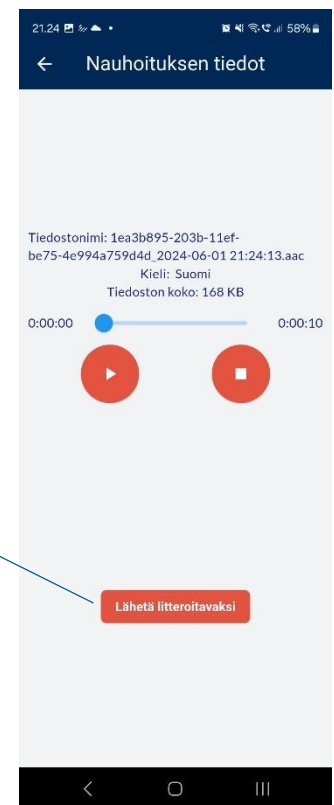 21.24 58%
Nauhoituksen tiedot
Tiedostonimi: 1ea3b895-203b-11ef-
be75-4e994a759d4d_2024-06-01 21:24:13.aac
Kieli: Suomi
Tiedoston koko: 168 KB
0:00:00 0:00:10
Lähetä litteroitavaksi